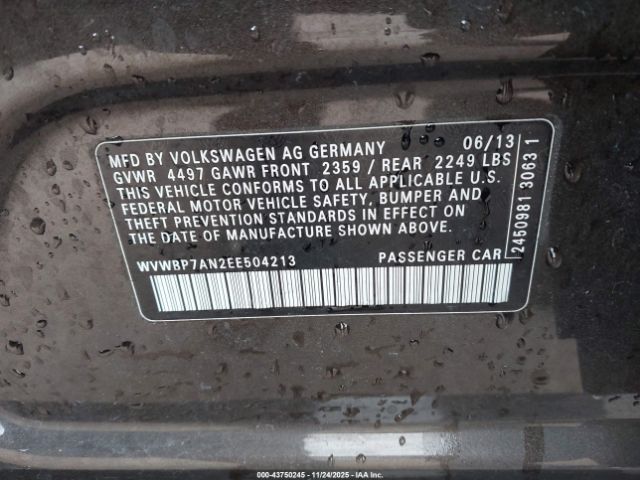 MFD BY VOLKSWAGEN AG GERMANY 06/13
GVWR 4497 GAWR FRONT 2359 / REAR 2249 LBS
THIS VEHICLE CONFORMS TO ALL APPLICABLE U.S.
FEDERAL MOTOR VEHICLE SAFETY, BUMPER AND
THEFT PREVENTION STANDARDS IN EFFECT ON
THE DATE OF MANUFACTURE SHOWN ABOVE.
WVWBP7AN2EE504213 PASSENGER CAR
2450981 3063 1
000-43750245 - 11/24/2025 - IAAI, Inc.